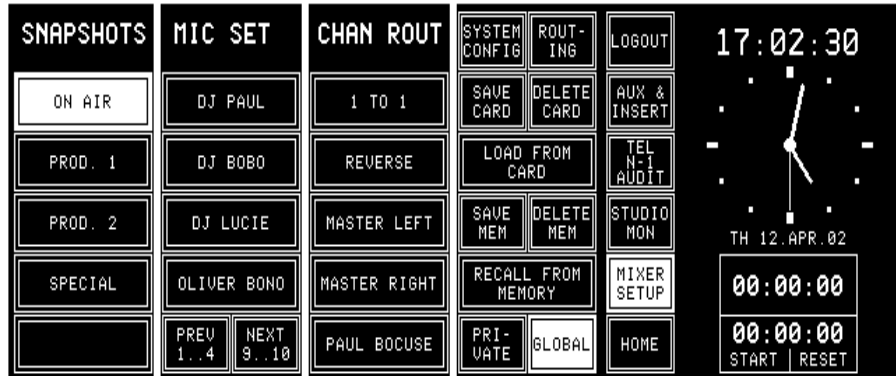 SNAPSHOTS
ON AIR
PROD. 1
PROD. 2
SPECIAL
MIC SET
DJ PAUL
DJ BOBO
DJ LUCIE
OLIVER BONO
PREV
1..4
NEXT
9..10
CHAN ROUT
1 TO 1
REVERSE
MASTER LEFT
MASTER RIGHT
PAUL BOCUSE
SYSTEM
CONFIG
ROUT-
ING
SAVE
CARD
DELETE
CARD
LOAD FROM
CARD
SAVE
MEM
DELETE
MEM
RECALL FROM
MEMORY
PRI-
VATE
GLOBAL
LOGOUT
AUX &
INSERT
TEL
N-1
AUDIT
STUDIO
MON
MIXER
SETUP
HOME
17:02:30
TH 12.APR.02
00:00:00
00:00:00
START
RESET